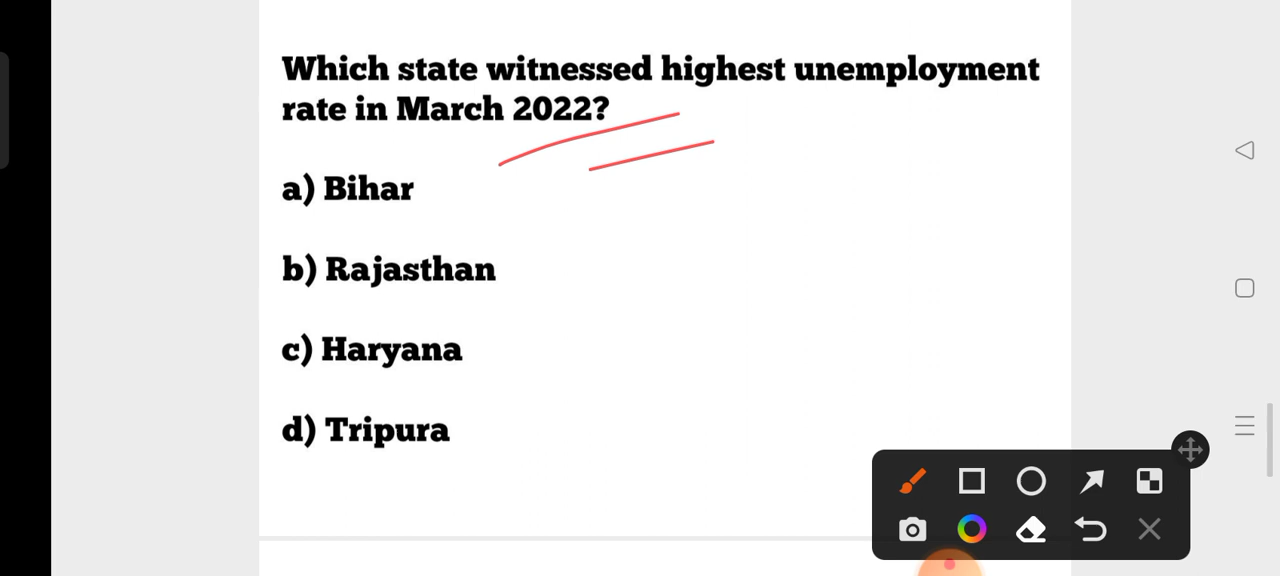 Which state witnessed highest unemployment
rate in March 2022?
a) Bihar
b) Rajasthan
c) Haryana
d) Tripura